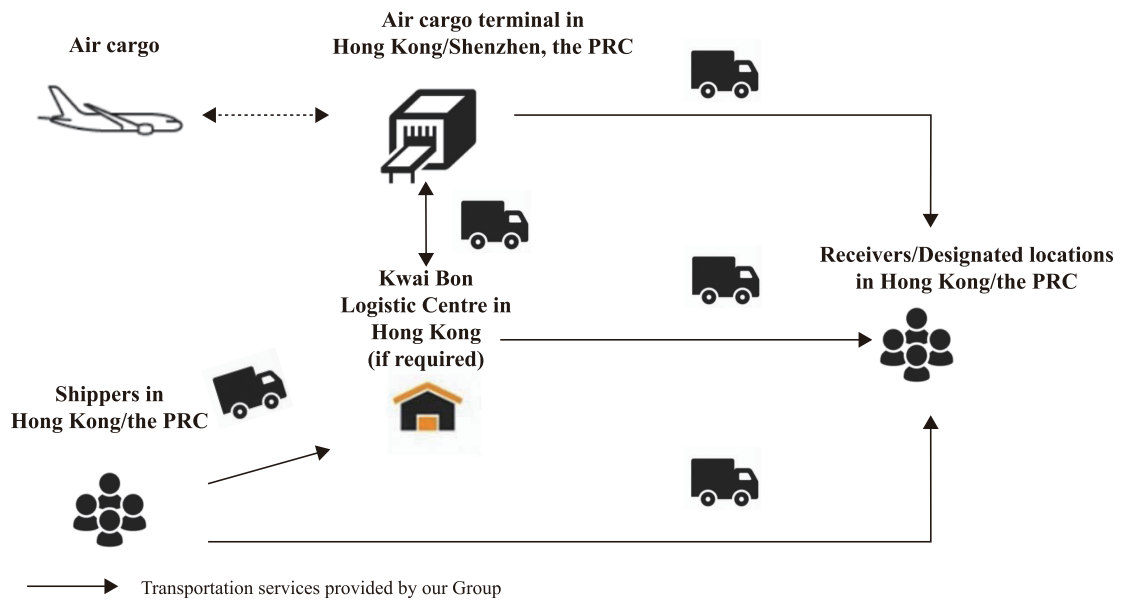 Air cargo
Air cargo terminal in
Hong Kong/Shenzhen, the PRC
Kwai Bon
Logistic Centre in
Hong Kong
(if required)
Receivers/Designated locations
in Hong Kong/the PRC
Shippers in
Hong Kong/the PRC
Transportation services provided by our Group